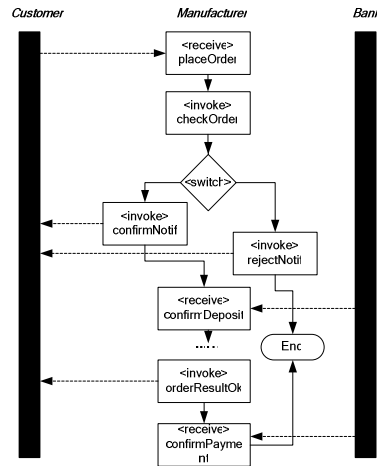 Customer Manufacturer Bank
<receive>
placeOrder
<invoke>
checkOrder
<switch>
<invoke>
confirmNotif
<invoke>
rejectNotif
<receive>
confirmDeposit
End
<invoke>
orderResultOk
<receive>
confirmPayme
nt